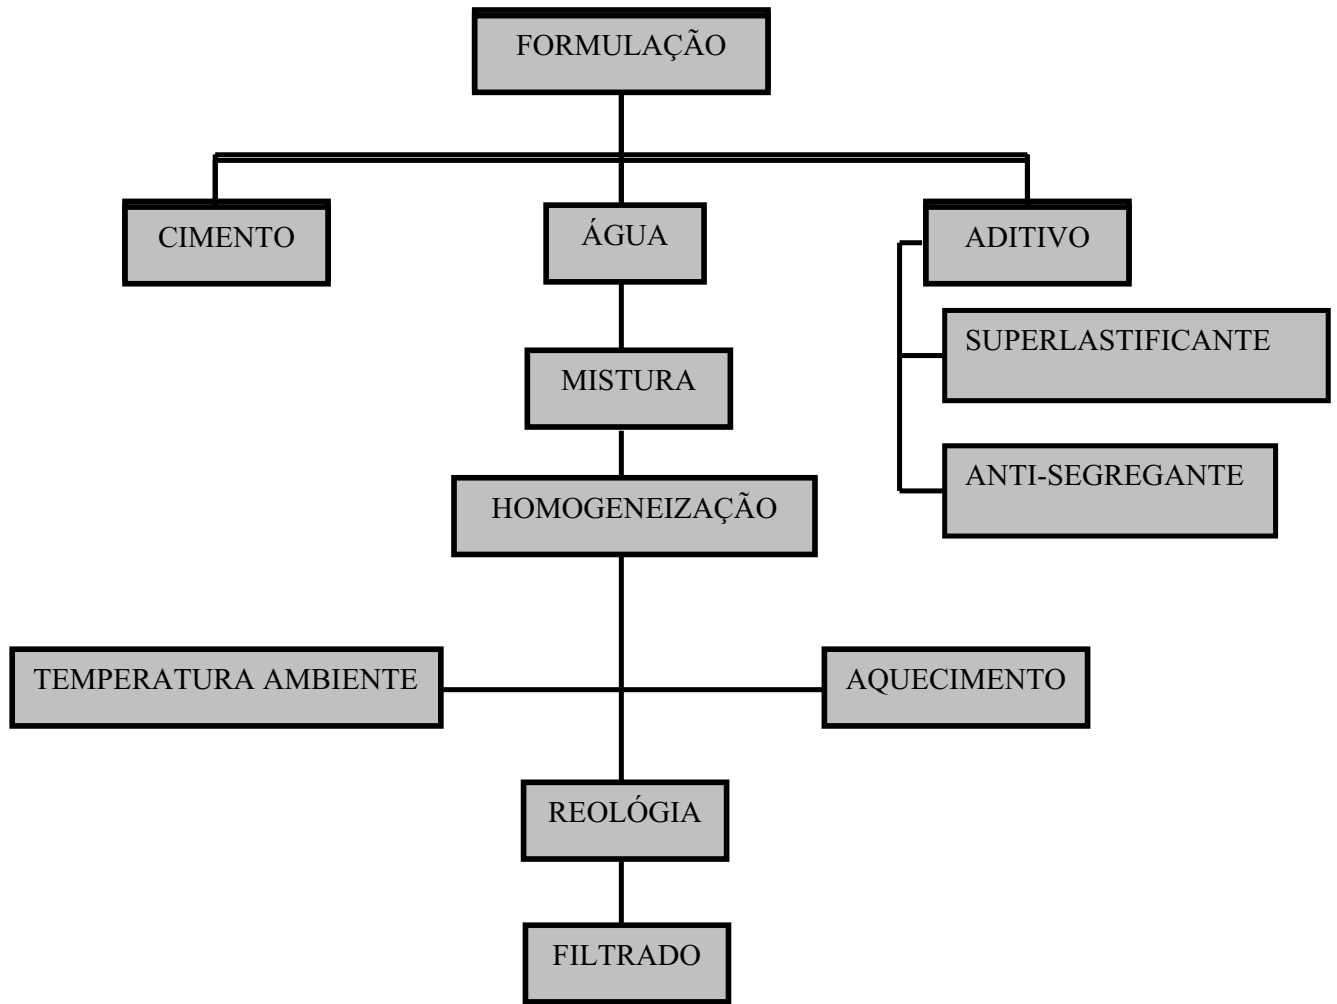 FORMULAÇÃO
CIMENTO
ÁGUA
ADITIVO
SUPERLASTIFICANTE
MISTURA
ANTI-SEGREGANTE
HOMOGENEIZAÇÃO
TEMPERATURA AMBIENTE
AQUECIMENTO
REOLÓGIA
FILTRADO